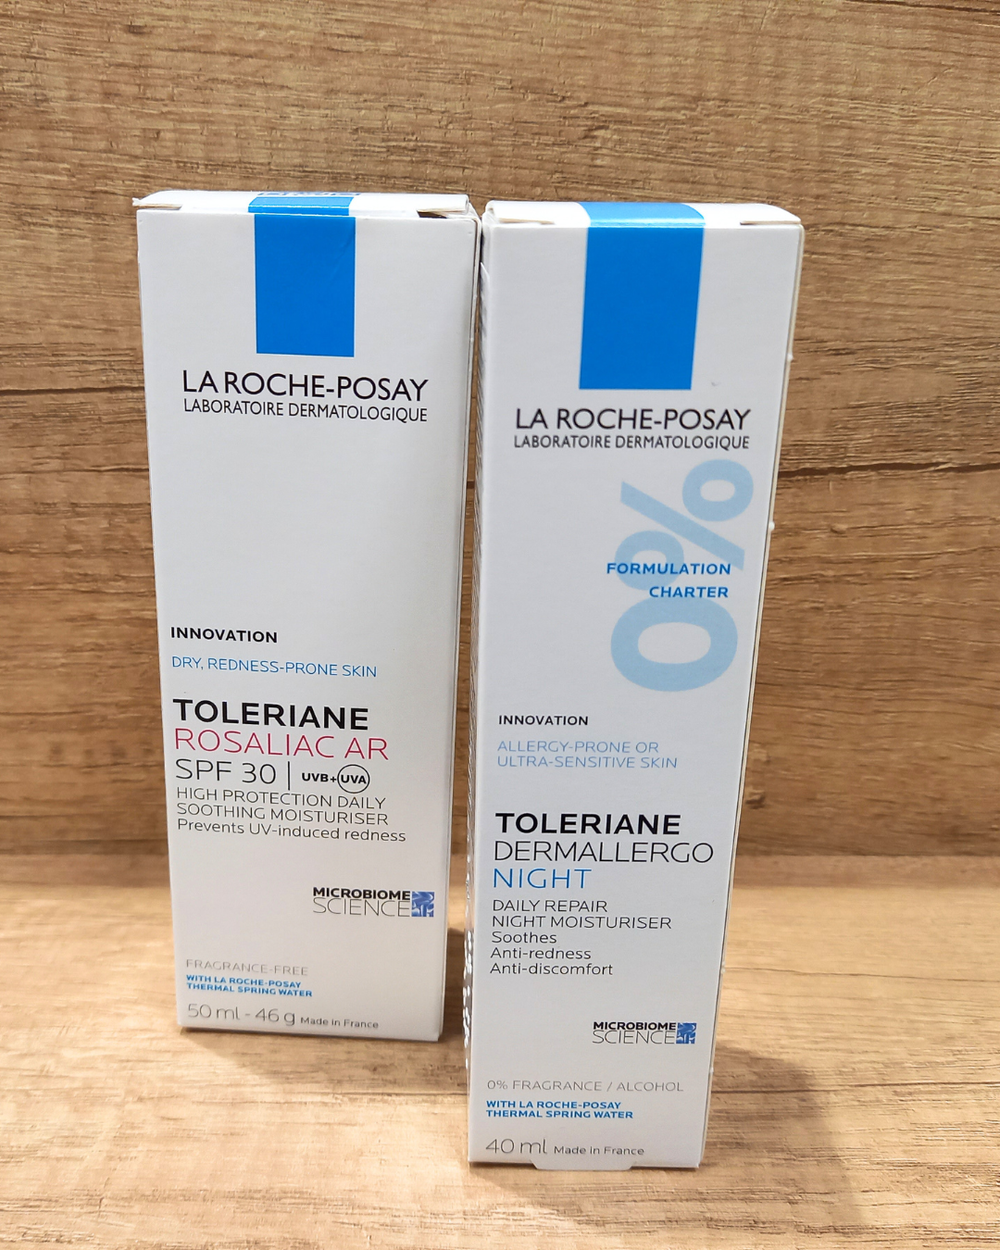 LA ROCHE-POSAY
LABORATOIRE DERMATOLOGIQUE
INNOVATION
DRY, REDNESS-PRONE SKIN
TOLERIANE
ROSALIAC AR
SPF 30 | UVB+UVA
HIGH PROTECTION DAILY
SOOTHING MOISTURISER
Prevents UV-induced redness
MICROBIOME
SCIENCE
FRAGRANCE-FREE
WITH LA ROCHE-POSAY
THERMAL SPRING WATER
50 ml - 46 g Made in France
LA ROCHE-POSAY
LABORATOIRE DERMATOLOGIQUE
0%
FORMULATION
CHARTER
INNOVATION
ALLERGY-PRONE OR
ULTRA-SENSITIVE SKIN
TOLERIANE
DERMALLERGO
NIGHT
DAILY REPAIR
NIGHT MOISTURISER
Soothes
Anti-redness
Anti-discomfort
MICROBIOME
SCIENCE
0% FRAGRANCE / ALCOHOL
WITH LA ROCHE-POSAY
THERMAL SPRING WATER
40 ml Made in France